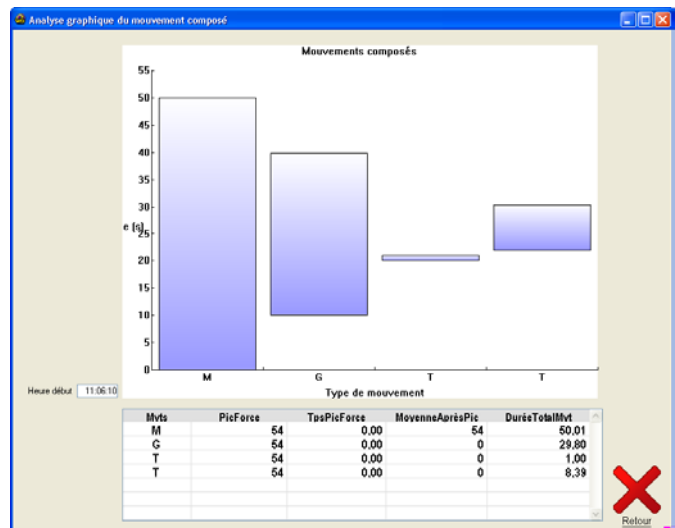 Analyse graphique du mouvement composé
Mouvements composés
55
50
45
40
35
30
e (s)
25
20
15
10
5
0
M G T T
Type de mouvement
Heure début 11:06:10
Mvts PicForce TpsPicForce MoyenneAprèsPic DuréeTotalMvt
M 54 0,00 54 50,01
G 54 0,00 0 29,80
T 54 0,00 0 1,00
T 54 0,00 0 8,39
Retour